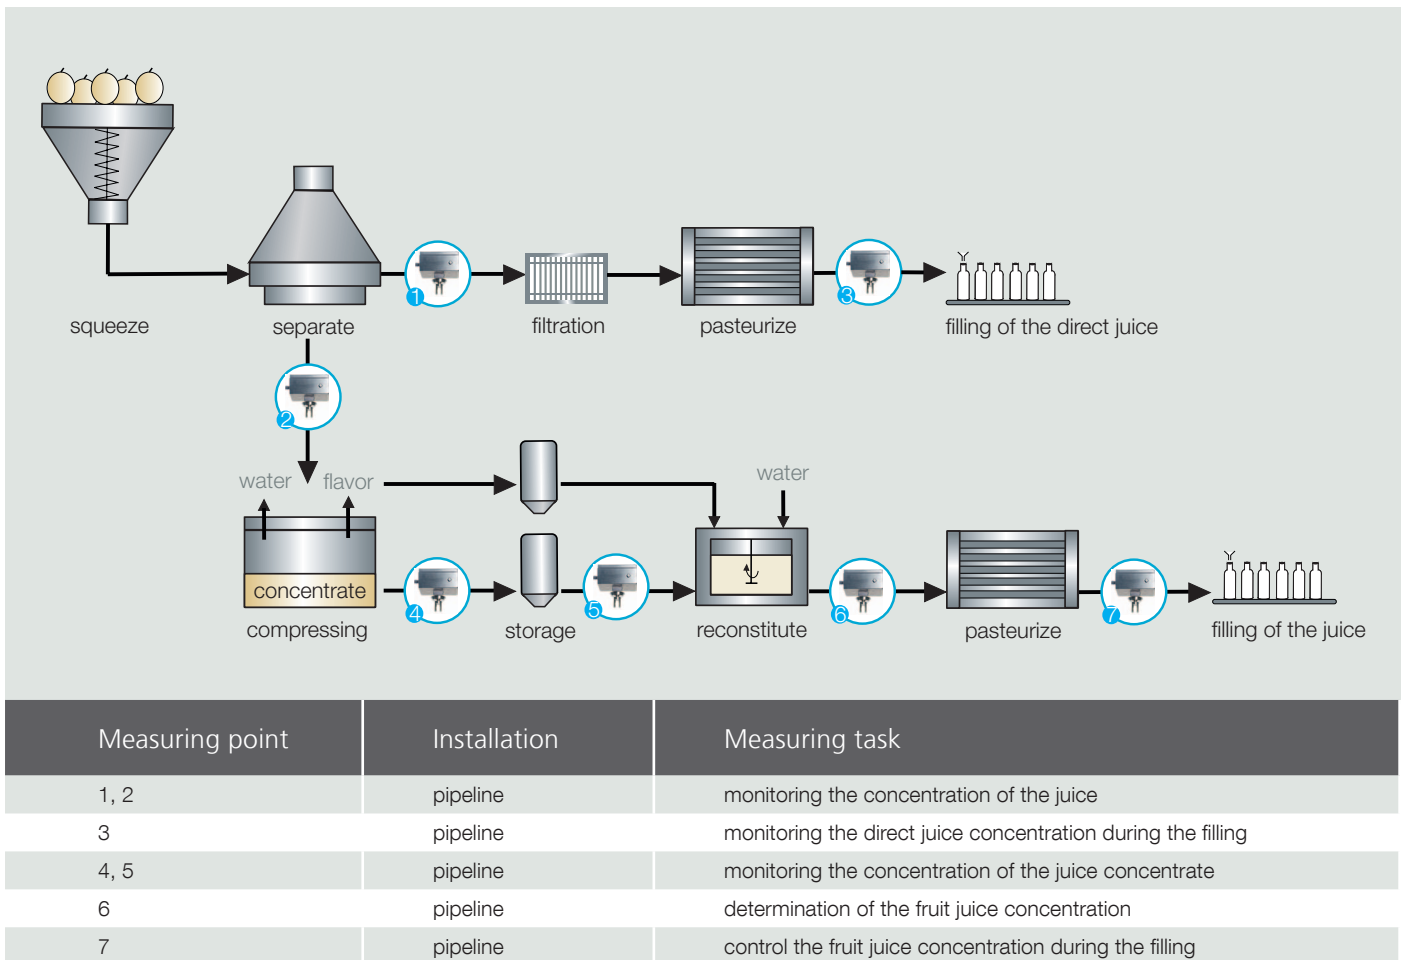 1
3
squeeze
separate
filtration
pasteurize
filling of the direct juice
2
water
flavor
water
concentrate
4
5
6
7
compressing
storage
reconstitute
pasteurize
filling of the juice
Measuring point Installation Measuring task
1, 2 pipeline monitoring the concentration of the juice
3 pipeline monitoring the direct juice concentration during the filling
4, 5 pipeline monitoring the concentration of the juice concentrate
6 pipeline determination of the fruit juice concentration
7 pipeline control the fruit juice concentration during the filling